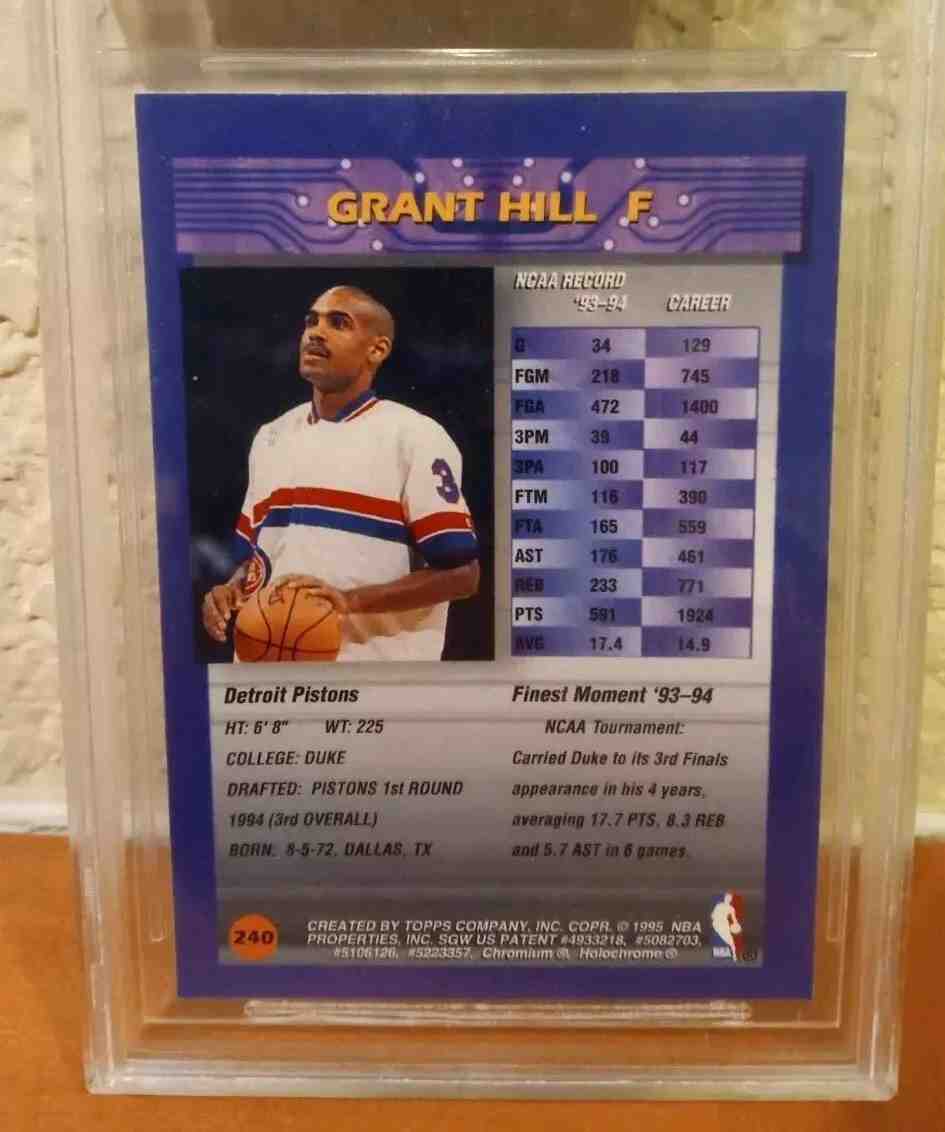 GRANT HILL F
NCAA RECORD
'93–94 CAREER
G 34 129
FGM 218 745
FGA 472 1400
3PM 39 44
3PA 100 117
FTM 116 390
FTA 165 559
AST 176 461
REB 233 771
PTS 591 1924
AVG 17.4 14.9
3
Detroit Pistons
HT: 6' 8" WT: 225
COLLEGE: DUKE
DRAFTED: PISTONS 1st ROUND
1994 (3rd OVERALL)
BORN: 8-5-72, DALLAS, TX
Finest Moment '93–94
NCAA Tournament:
Carried Duke to its 3rd Finals
appearance in his 4 years,
averaging 17.7 PTS, 8.3 REB
and 5.7 AST in 6 games.
240
CREATED BY TOPPS COMPANY, INC. COPR. © 1995 NBA
PROPERTIES, INC. SGW US PATENT #4933218, #5082703,
#5106126, #5223357, Chromium ®, Holochrome ®
NBA